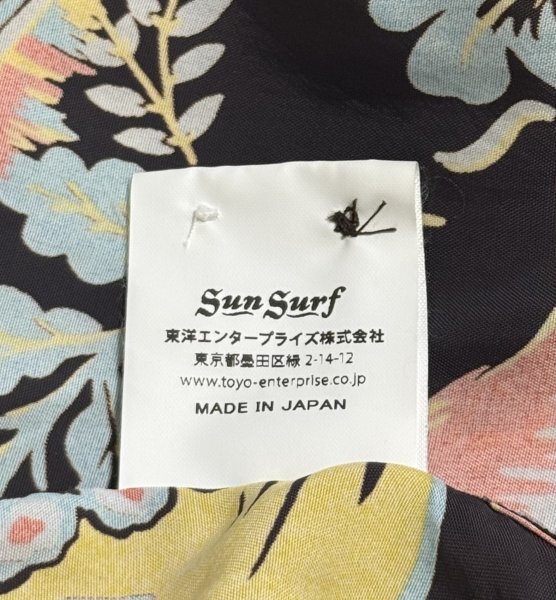 Sun Surf
東洋エンタープライズ株式会社
東京都墨田区緑 2-14-12
www.toyo-enterprise.co.jp
MADE IN JAPAN